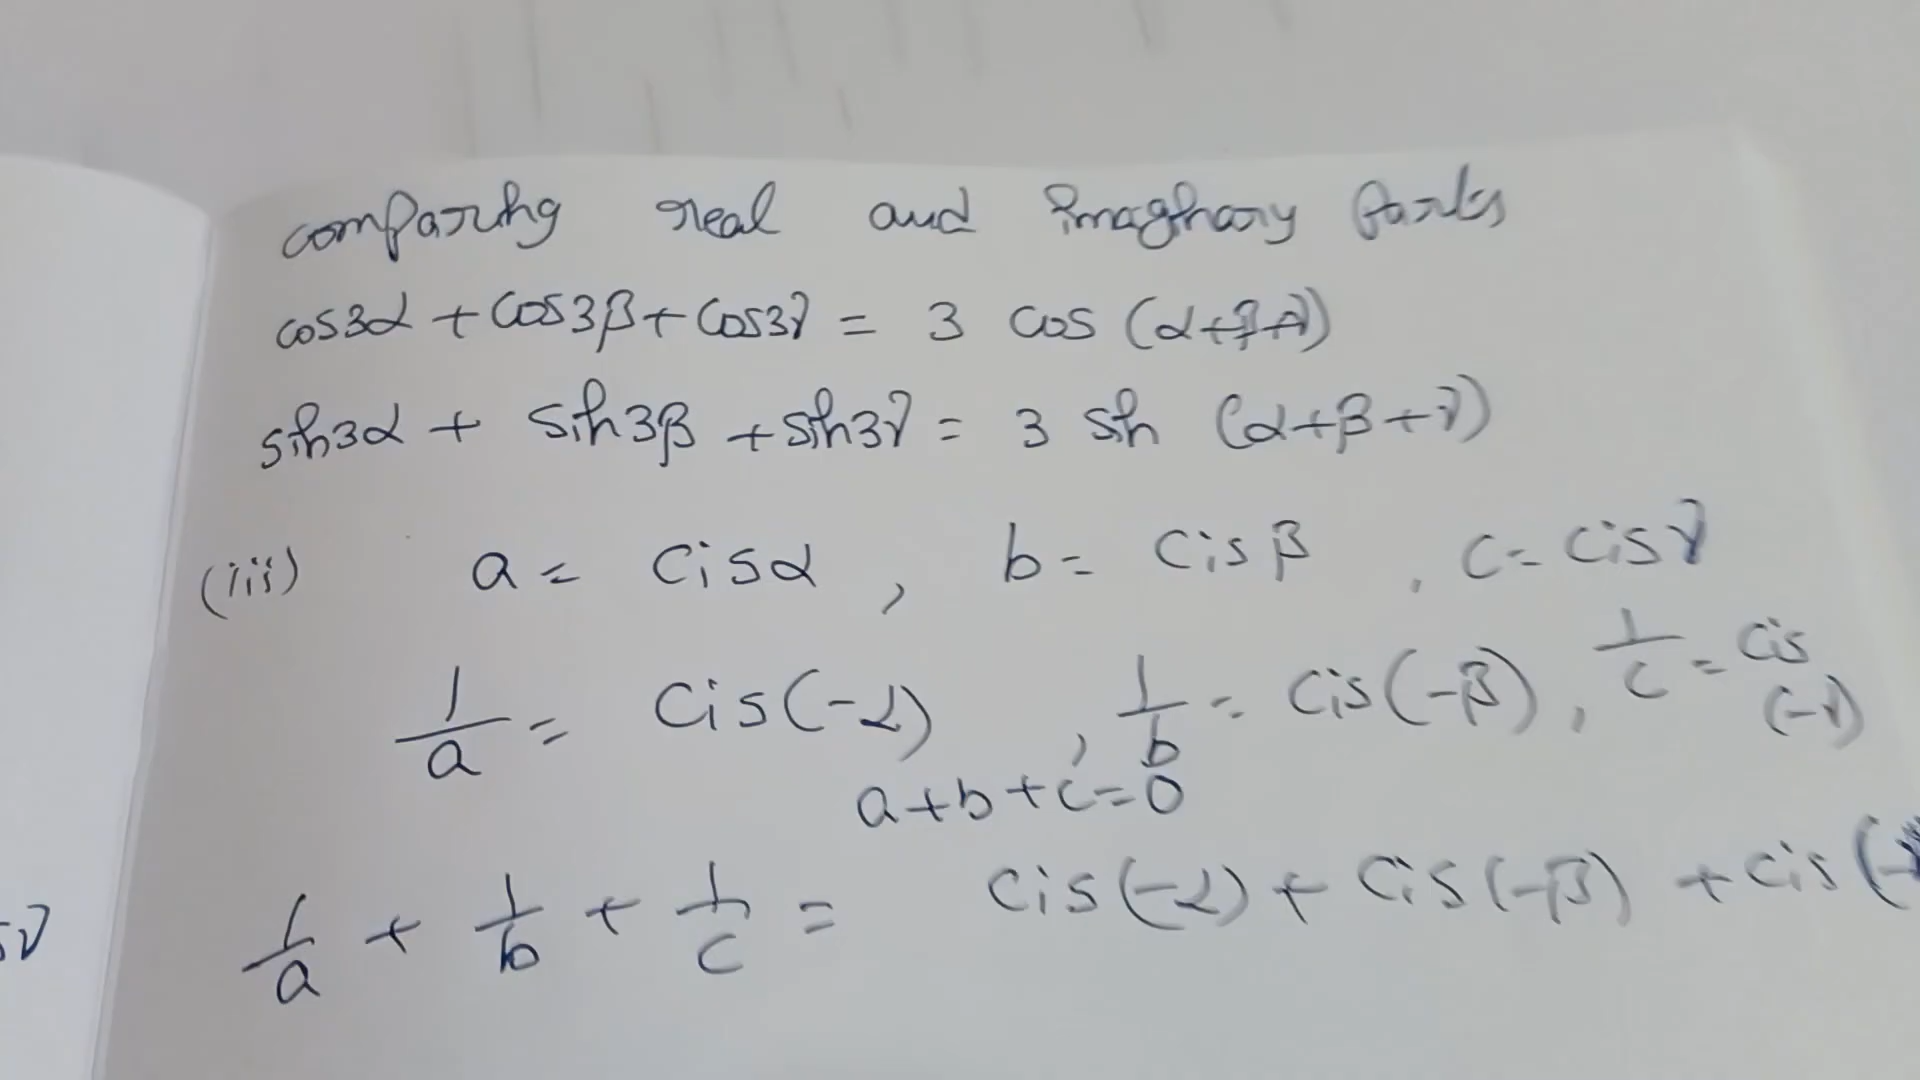 comparing real and imaginary parts
cos3α + cos3β + cos3γ = 3 cos (α+β+γ)
sin3α + sin3β + sin3γ = 3 sin (α+β+γ)
(iii) a = cisα , b = cisβ , c = cisγ
1/a = cis(-α) , 1/b = cis(-β) , 1/c = cis (-γ)
a+b+c=0
1/a + 1/b + 1/c = cis(-α) + cis(-β) + cis(-